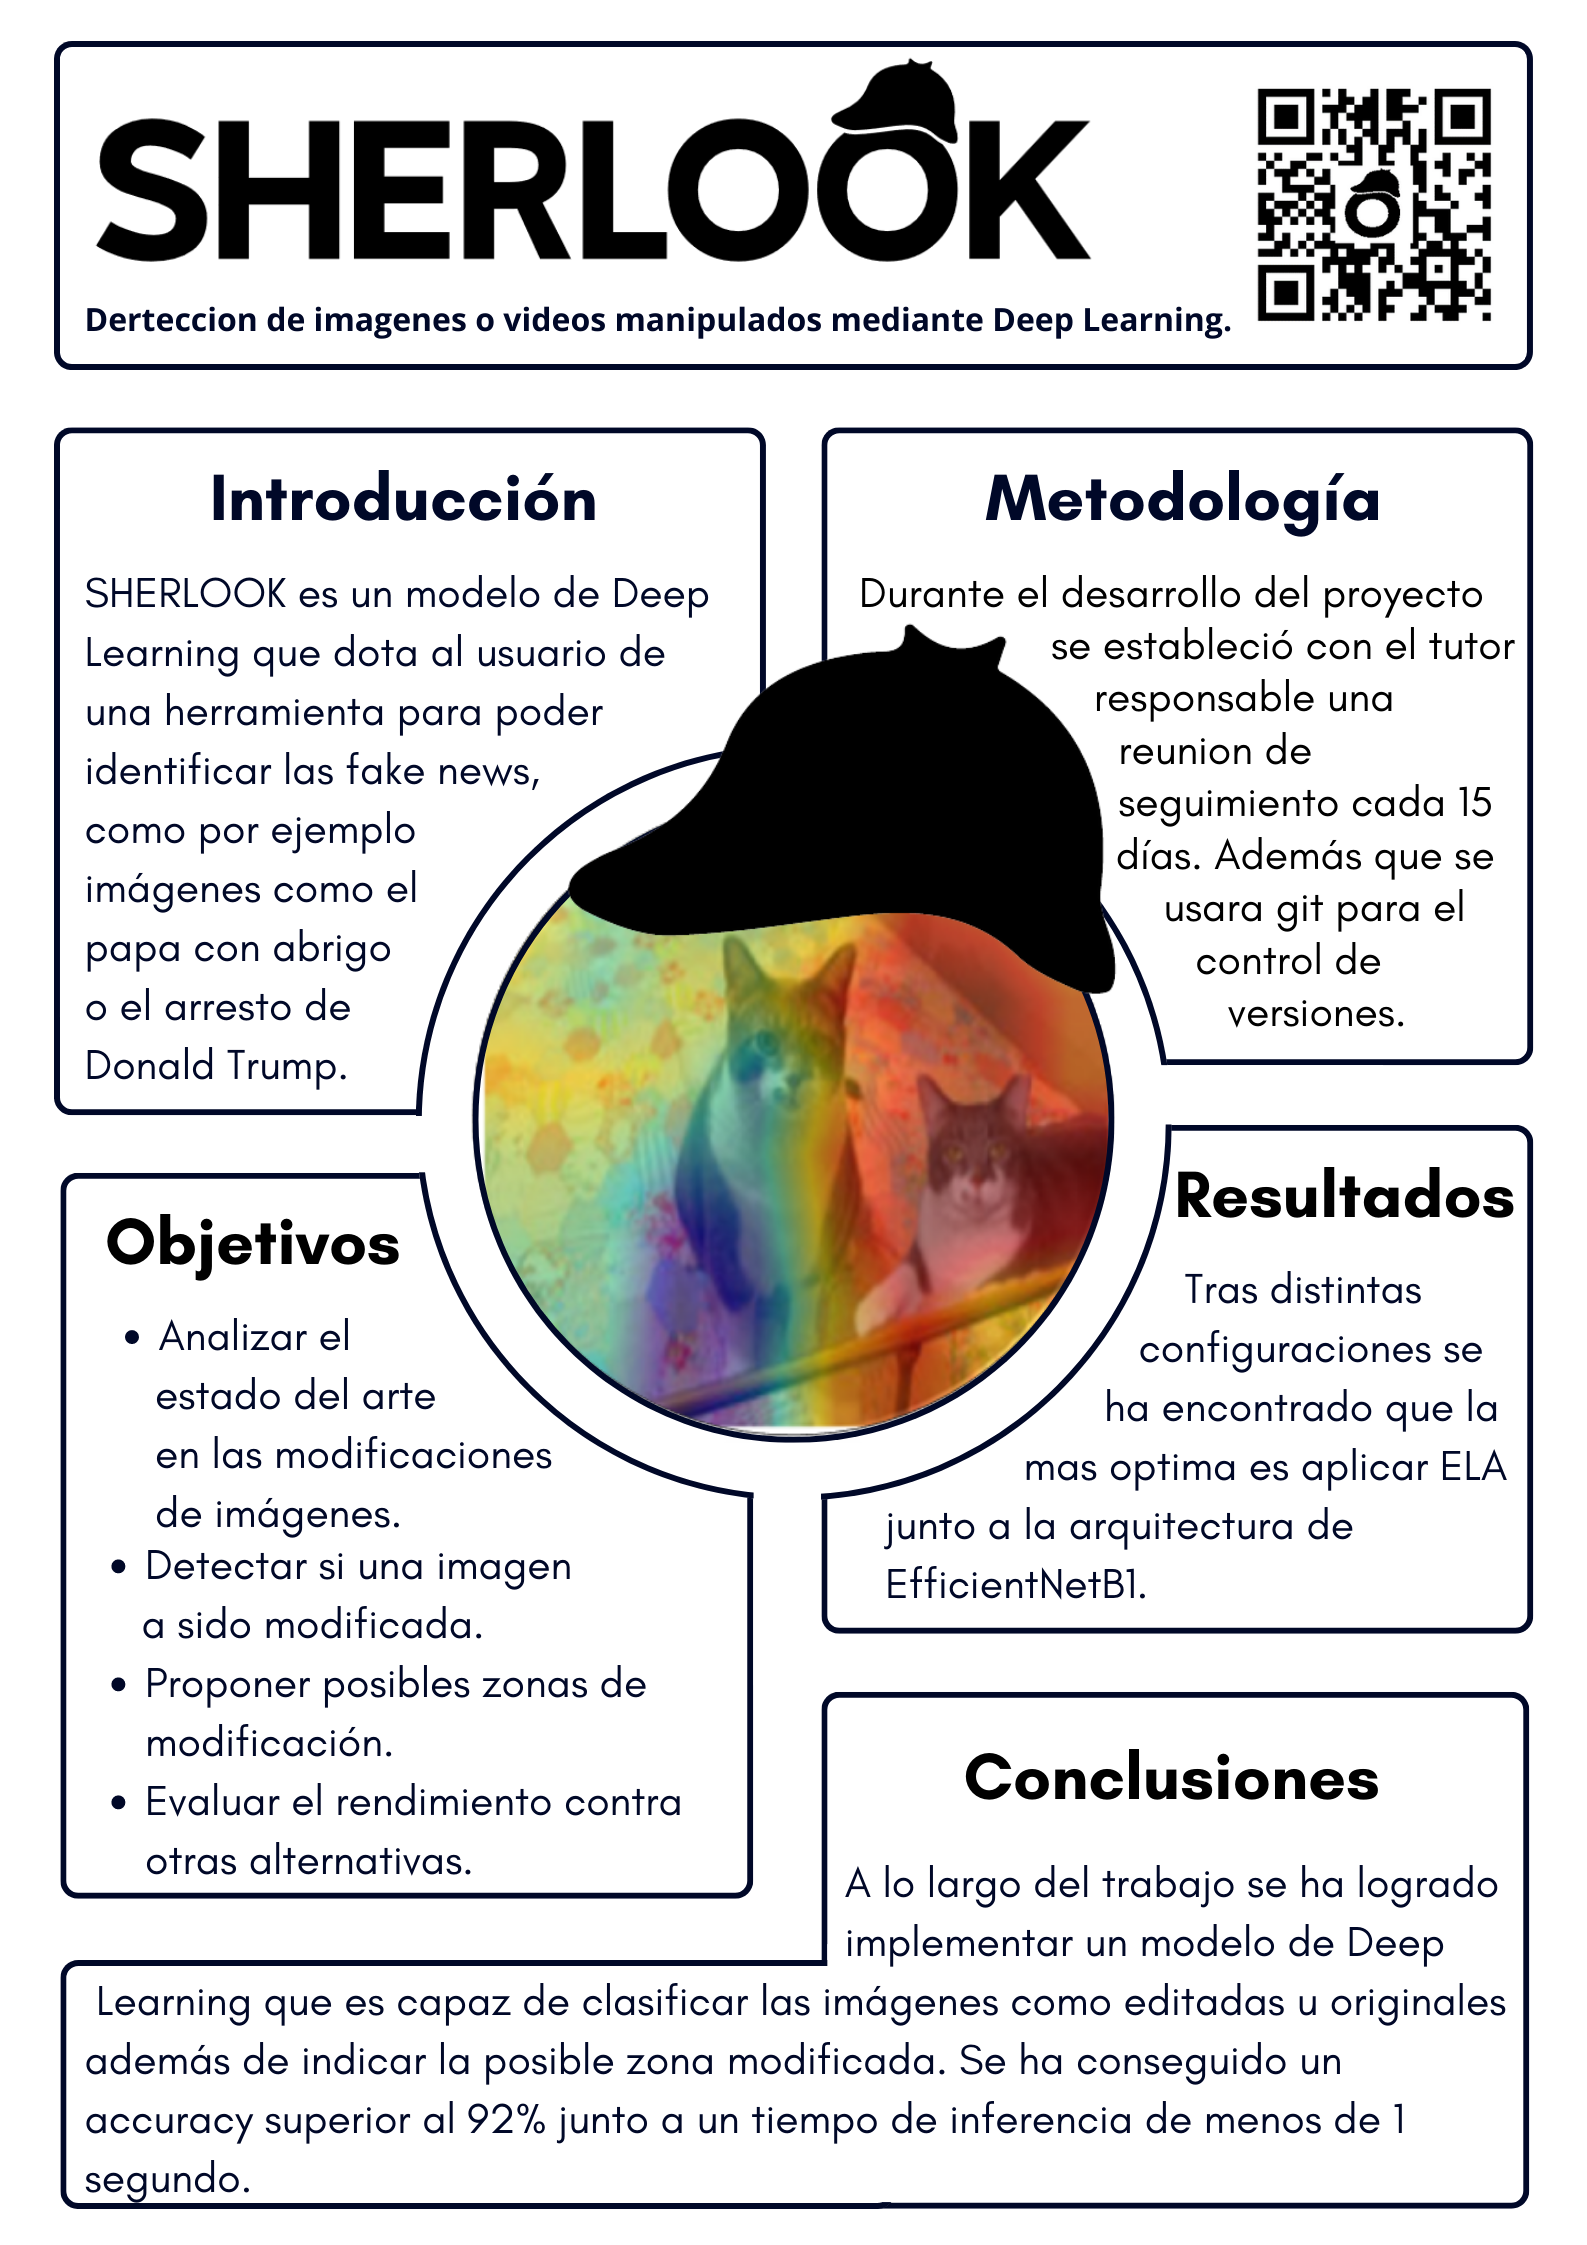 SHERLOOK
Derteccion de imagenes o videos manipulados mediante Deep Learning.
Introducción
SHERLOOK es un modelo de Deep
Learning que dota al usuario de
una herramienta para poder
identificar las fake news,
como por ejemplo
imágenes como el
papa con abrigo
o el arresto de
Donald Trump.
Metodología
Durante el desarrollo del proyecto
se estableció con el tutor
responsable una
reunion de
seguimiento cada 15
días. Además que se
usara git para el
control de
versiones.
Objetivos
• Analizar el
estado del arte
en las modificaciones
de imágenes.
• Detectar si una imagen
a sido modificada.
• Proponer posibles zonas de
modificación.
• Evaluar el rendimiento contra
otras alternativas.
Resultados
Tras distintas
configuraciones se
ha encontrado que la
mas optima es aplicar ELA
junto a la arquitectura de
EfficientNetB1.
Conclusiones
A lo largo del trabajo se ha logrado
implementar un modelo de Deep
Learning que es capaz de clasificar las imágenes como editadas u originales
además de indicar la posible zona modificada. Se ha conseguido un
accuracy superior al 92% junto a un tiempo de inferencia de menos de 1
segundo.